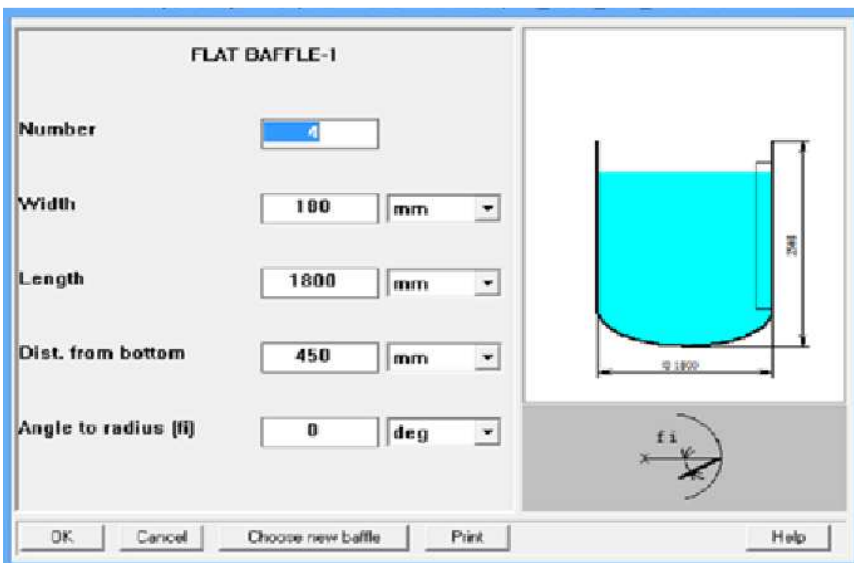 FLAT BAFFLE-1
Number 4
Width 180 mm
Length 1800 mm
Dist. from bottom 450 mm
Angle to radius (fi) 0 deg
fi
OK Cancel Choose new baffle Print Help